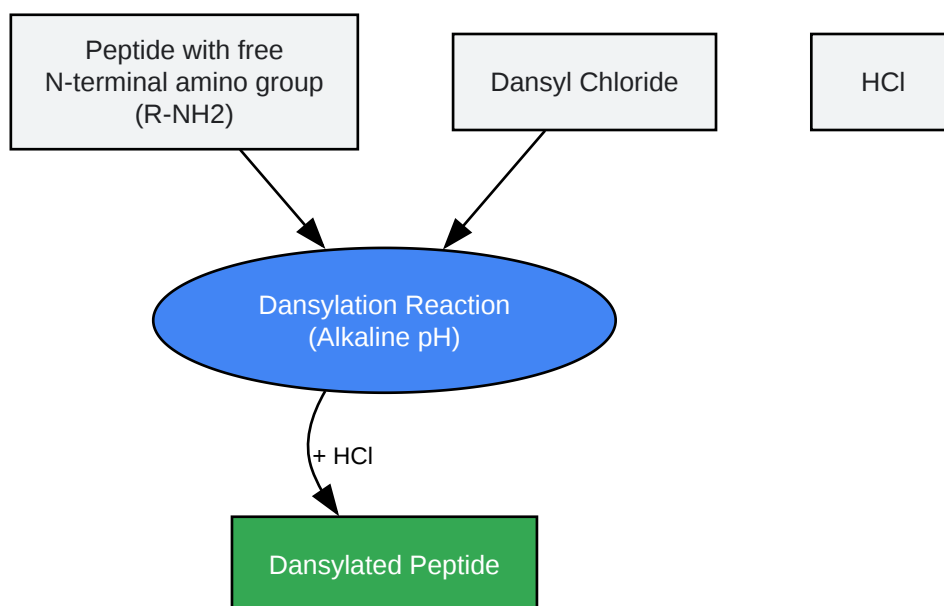 Peptide with free
N-terminal amino group
(R-NH2)
Dansyl Chloride
HCl
Dansylation Reaction
(Alkaline pH)
+ HCl
Dansylated Peptide